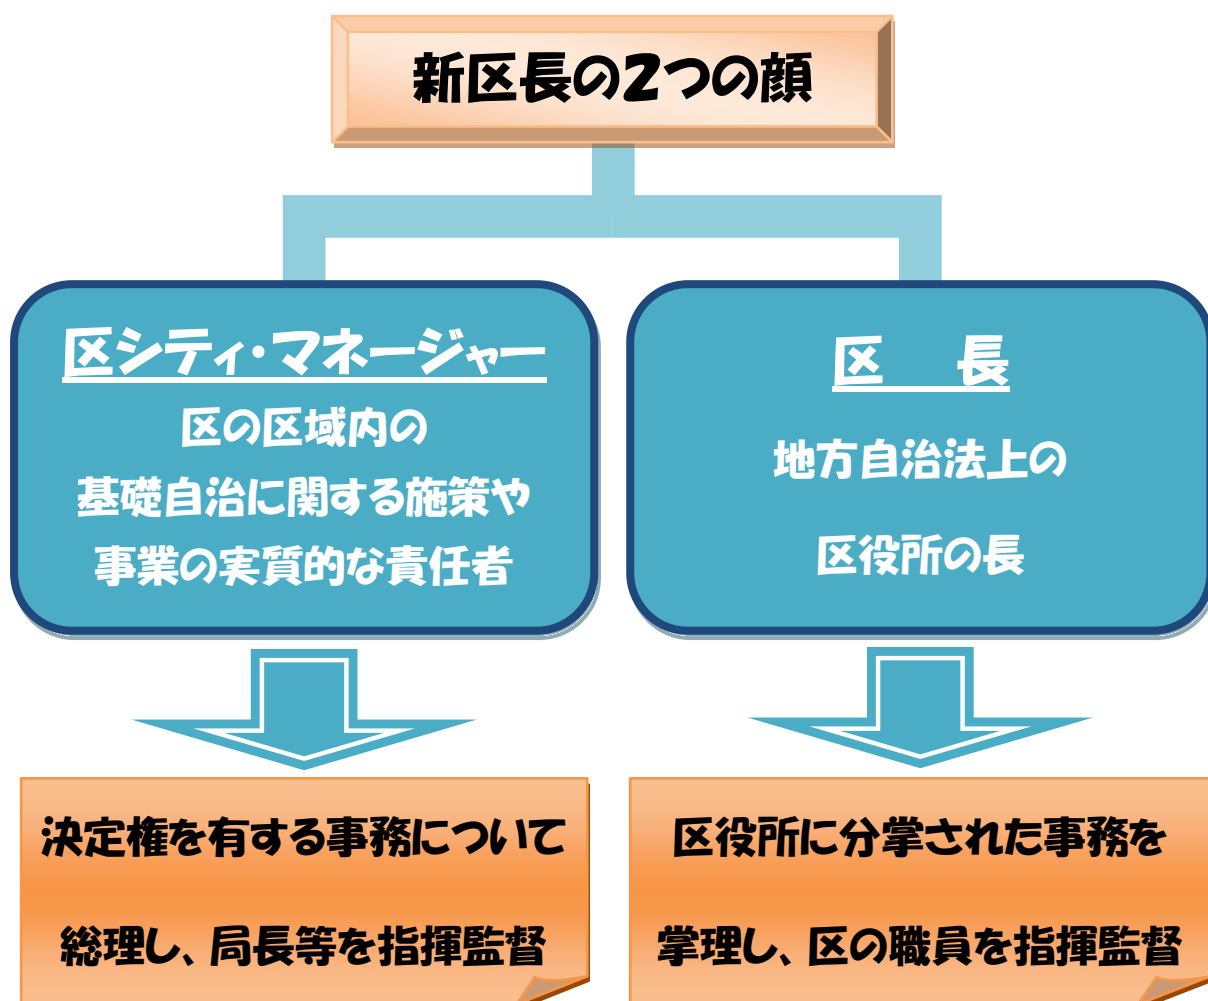 新区長の2つの顔
区シティ・マネージャー
区の区域内の
基礎自治に関する施策や
事業の実質的な責任者
区　長
地方自治法上の
区役所の長
決定権を有する事務について
総理し、局長等を指揮監督
区役所に分掌された事務を
掌理し、区の職員を指揮監督